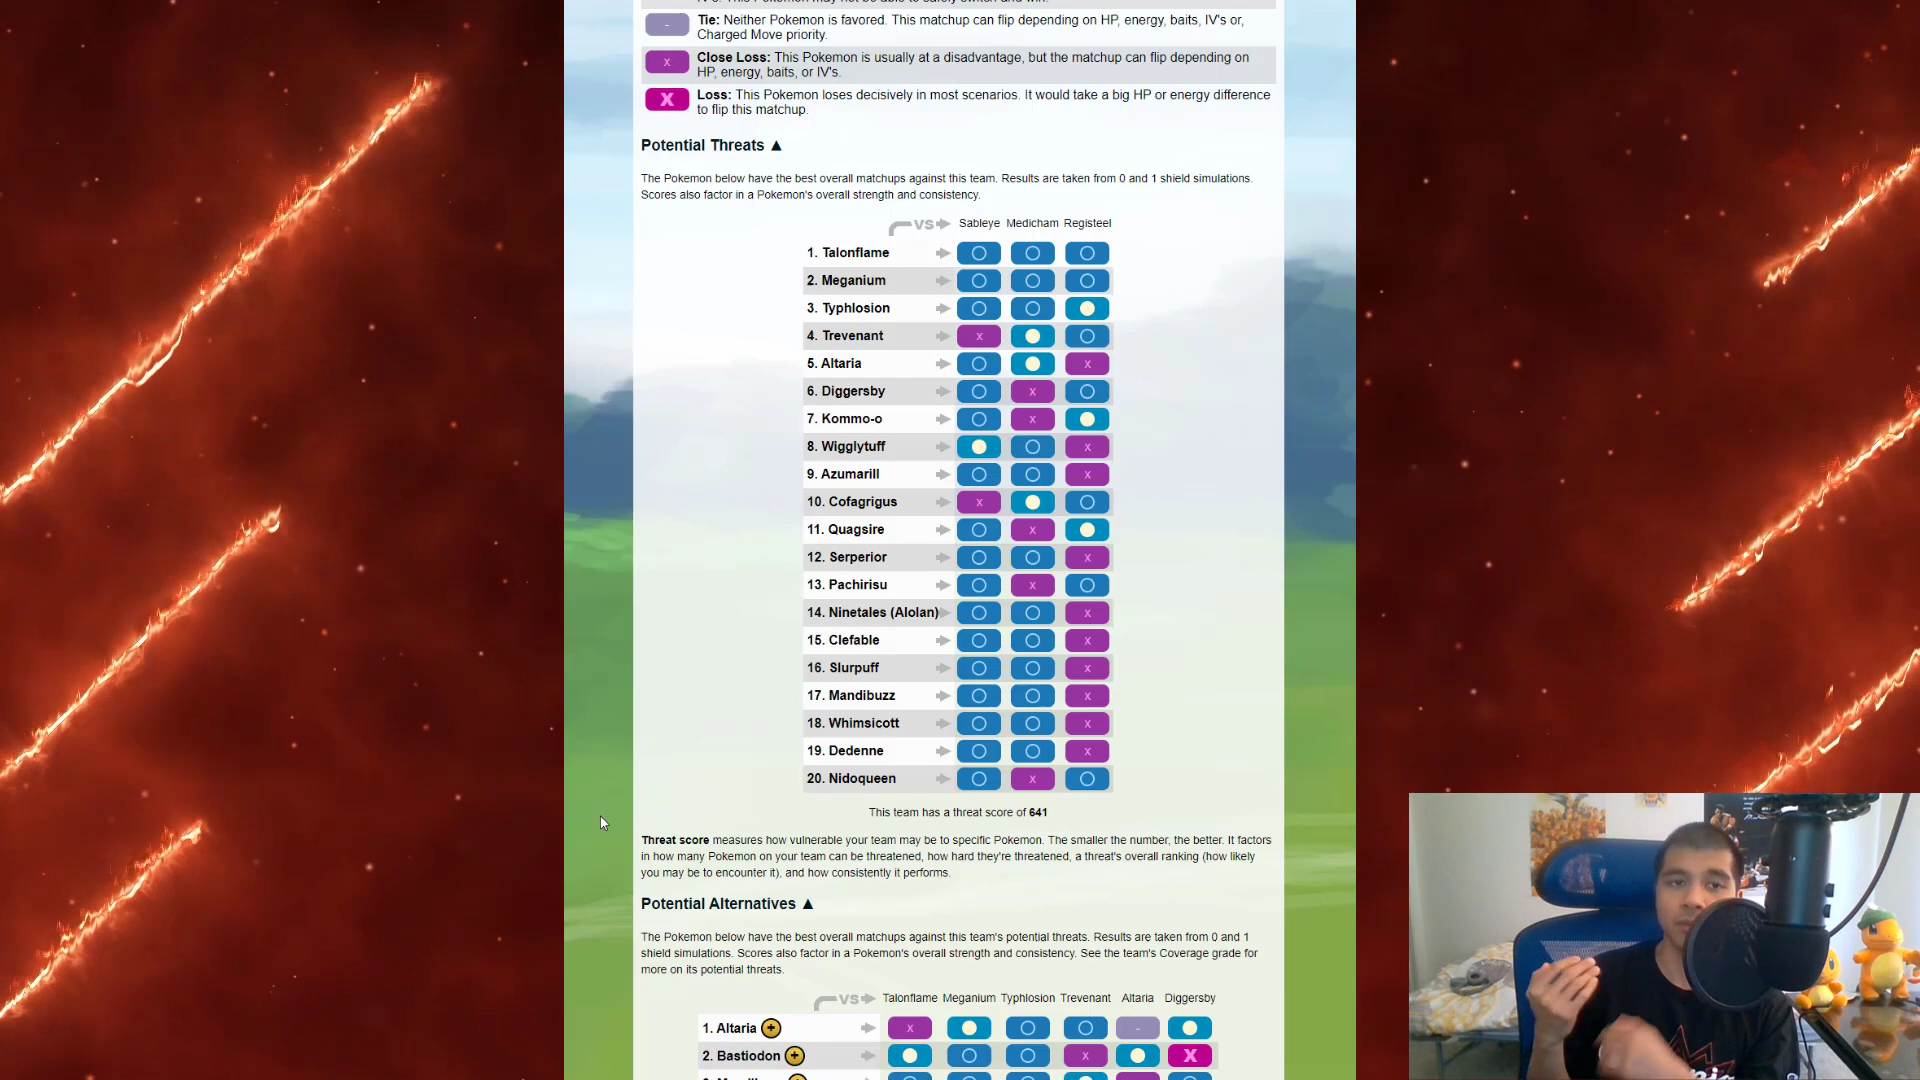 Tie: Neither Pokemon is favored. This matchup can flip depending on HP, energy, baits, IV's or,
Charged Move priority.
x Close Loss: This Pokemon is usually at a disadvantage, but the matchup can flip depending on
HP, energy, baits, or IV's.
X Loss: This Pokemon loses decisively in most scenarios. It would take a big HP or energy difference
to flip this matchup.
Potential Threats ▲
The Pokemon below have the best overall matchups against this team. Results are taken from 0 and 1 shield simulations.
Scores also factor in a Pokemon's overall strength and consistency.
VS Sableye Medicham Registeel
1. Talonflame
2. Meganium
3. Typhlosion
4. Trevenant x
5. Altaria x
6. Diggersby x
7. Kommo-o x
8. Wigglytuff x
9. Azumarill x
10. Cofagrigus x
11. Quagsire x
12. Serperior x
13. Pachirisu x
14. Ninetales (Alolan) x
15. Clefable x
16. Slurpuff x
17. Mandibuzz x
18. Whimsicott x
19. Dedenne x
20. Nidoqueen x
This team has a threat score of 641
Threat score measures how vulnerable your team may be to specific Pokemon. The smaller the number, the better. It factors
in how many Pokemon on your team can be threatened, how hard they're threatened, a threat's overall ranking (how likely
you may be to encounter it), and how consistently it performs.
Potential Alternatives ▲
The Pokemon below have the best overall matchups against this team's potential threats. Results are taken from 0 and 1
shield simulations. Scores also factor in a Pokemon's overall strength and consistency. See the team's Coverage grade for
more on its potential threats.
VS Talonflame Meganium Typhlosion Trevenant Altaria Diggersby
1. Altaria + x -
2. Bastiodon + x X